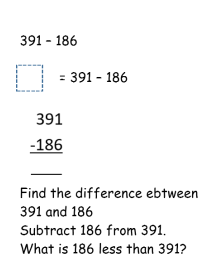 391 – 186
= 391 – 186
391
-186
Find the difference ebtween
391 and 186
Subtract 186 from 391.
What is 186 less than 391?